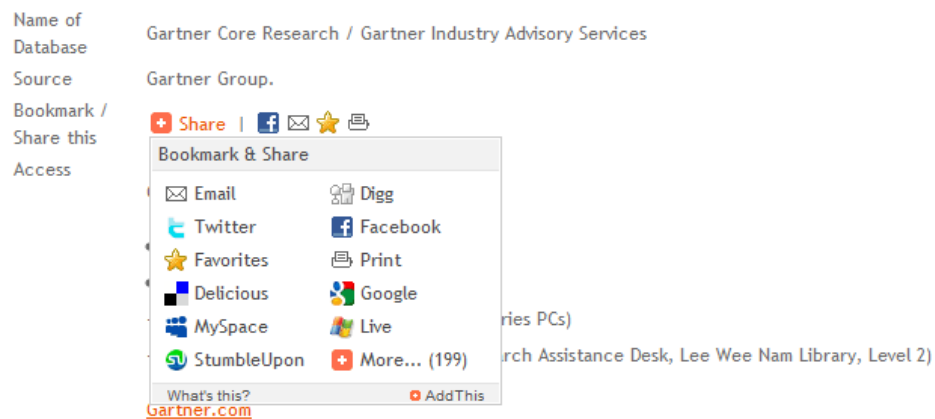 Name of
Database
Gartner Core Research / Gartner Industry Advisory Services
Source
Gartner Group.
Bookmark /
Share this
Share |
Access
Bookmark & Share
Email
Digg
Twitter
Facebook
Favorites
Print
Delicious
Google
MySpace
Live
ries PCs)
StumbleUpon
More... (199)
rch Assistance Desk, Lee Wee Nam Library, Level 2)
What's this?
AddThis
Gartner.com